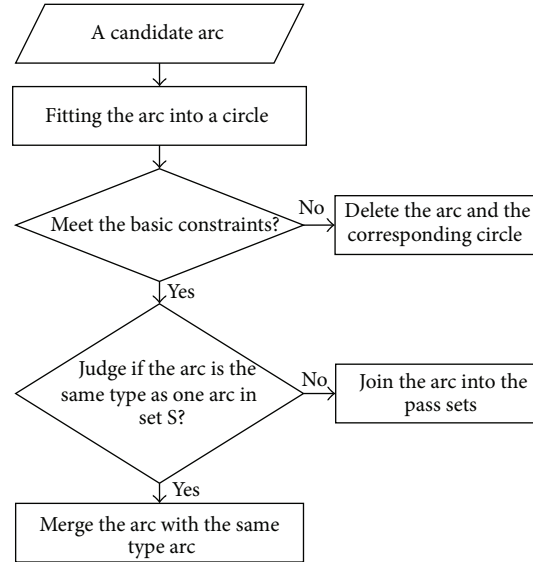 A candidate arc
Fitting the arc into a circle
Meet the basic constraints?
No
Delete the arc and the
corresponding circle
Yes
Judge if the arc is the
same type as one arc in
set S?
No
Join the arc into the
pass sets
Yes
Merge the arc with the same
type arc